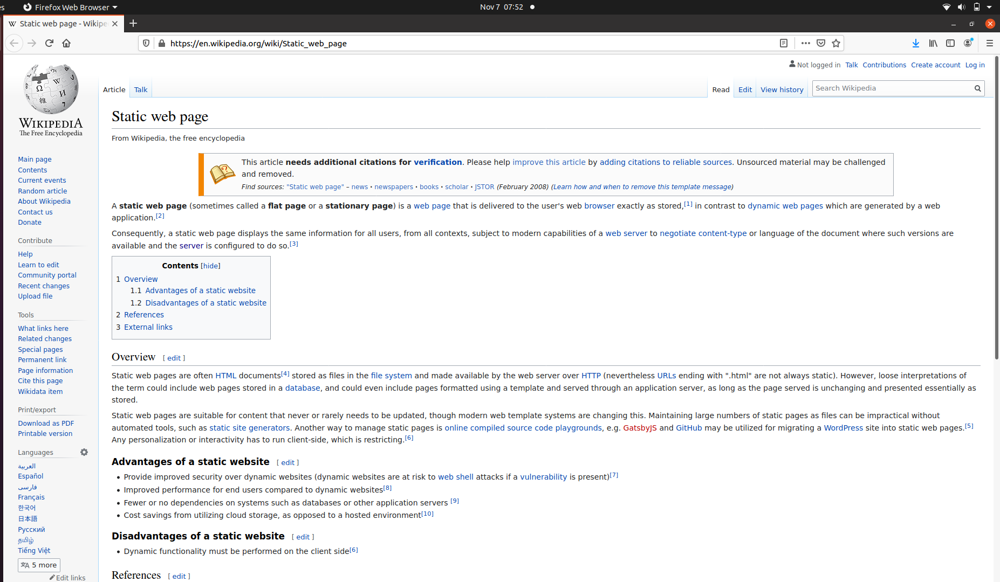 es Firefox Web Browser Nov 7 07:52
W Static web page - Wikipe
https://en.wikipedia.org/wiki/Static_web_page
Not logged in Talk Contributions Create account Log in
Article Talk Read Edit View history Search Wikipedia
WIKIPEDIA
The Free Encyclopedia
Main page
Contents
Current events
Random article
About Wikipedia
Contact us
Donate
Contribute
Help
Learn to edit
Community portal
Recent changes
Upload file
Tools
What links here
Related changes
Special pages
Permanent link
Page information
Cite this page
Wikidata item
Print/export
Download as PDF
Printable version
Languages
العربية
Español
فارسی
Français
한국어
日本語
Русский
தமிழ்
Tiếng Việt
5 more
Edit links
Static web page
From Wikipedia, the free encyclopedia
This article needs additional citations for verification. Please help improve this article by adding citations to reliable sources. Unsourced material may be challenged
and removed.
Find sources: "Static web page" – news · newspapers · books · scholar · JSTOR (February 2008) (Learn how and when to remove this template message)
A static web page (sometimes called a flat page or a stationary page) is a web page that is delivered to the user's web browser exactly as stored,[1] in contrast to dynamic web pages which are generated by a web
application.[2]
Consequently, a static web page displays the same information for all users, from all contexts, subject to modern capabilities of a web server to negotiate content-type or language of the document where such versions are
available and the server is configured to do so.[3]
Contents [hide]
1 Overview
1.1 Advantages of a static website
1.2 Disadvantages of a static website
2 References
3 External links
Overview [ edit ]
Static web pages are often HTML documents[4] stored as files in the file system and made available by the web server over HTTP (nevertheless URLs ending with ".html" are not always static). However, loose interpretations of
the term could include web pages stored in a database, and could even include pages formatted using a template and served through an application server, as long as the page served is unchanging and presented essentially as
stored.
Static web pages are suitable for content that never or rarely needs to be updated, though modern web template systems are changing this. Maintaining large numbers of static pages as files can be impractical without
automated tools, such as static site generators. Another way to manage static pages is online compiled source code playgrounds, e.g. GatsbyJS and GitHub may be utilized for migrating a WordPress site into static web pages.[5]
Any personalization or interactivity has to run client-side, which is restricting.[6]
Advantages of a static website [ edit ]
• Provide improved security over dynamic websites (dynamic websites are at risk to web shell attacks if a vulnerability is present)[7]
• Improved performance for end users compared to dynamic websites[8]
• Fewer or no dependencies on systems such as databases or other application servers [9]
• Cost savings from utilizing cloud storage, as opposed to a hosted environment[10]
Disadvantages of a static website [ edit ]
• Dynamic functionality must be performed on the client side[6]
References [ edit ]